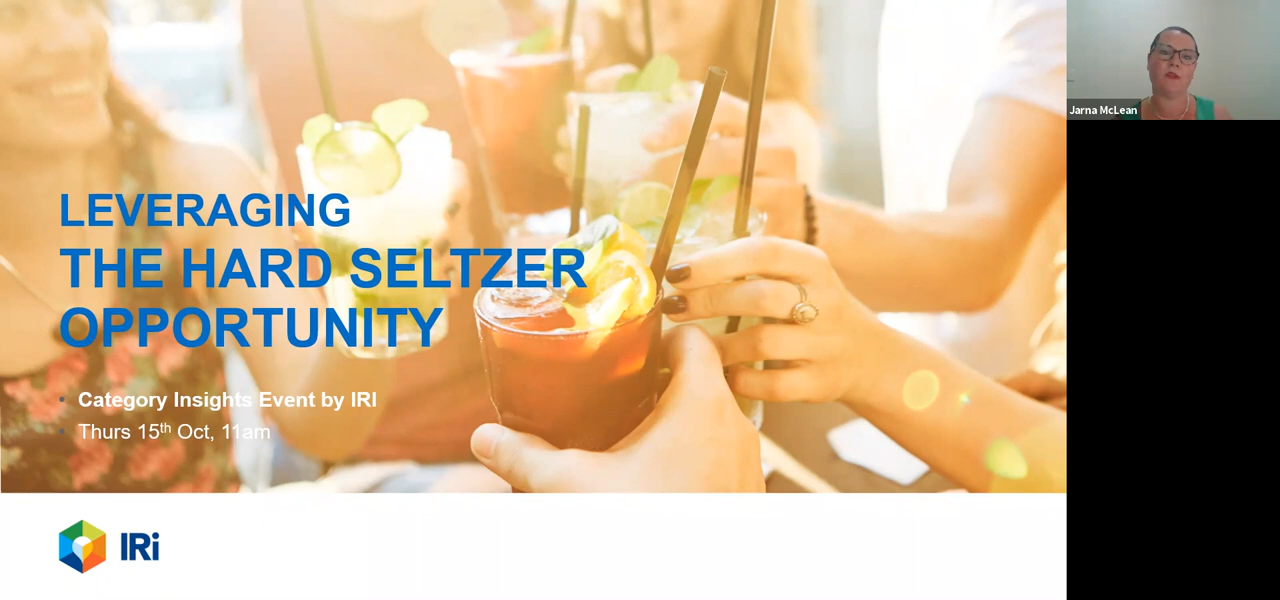 LEVERAGING
THE HARD SELTZER
OPPORTUNITY
• Category Insights Event by IRI
• Thurs 15th Oct, 11am
IRi
Jarna McLean